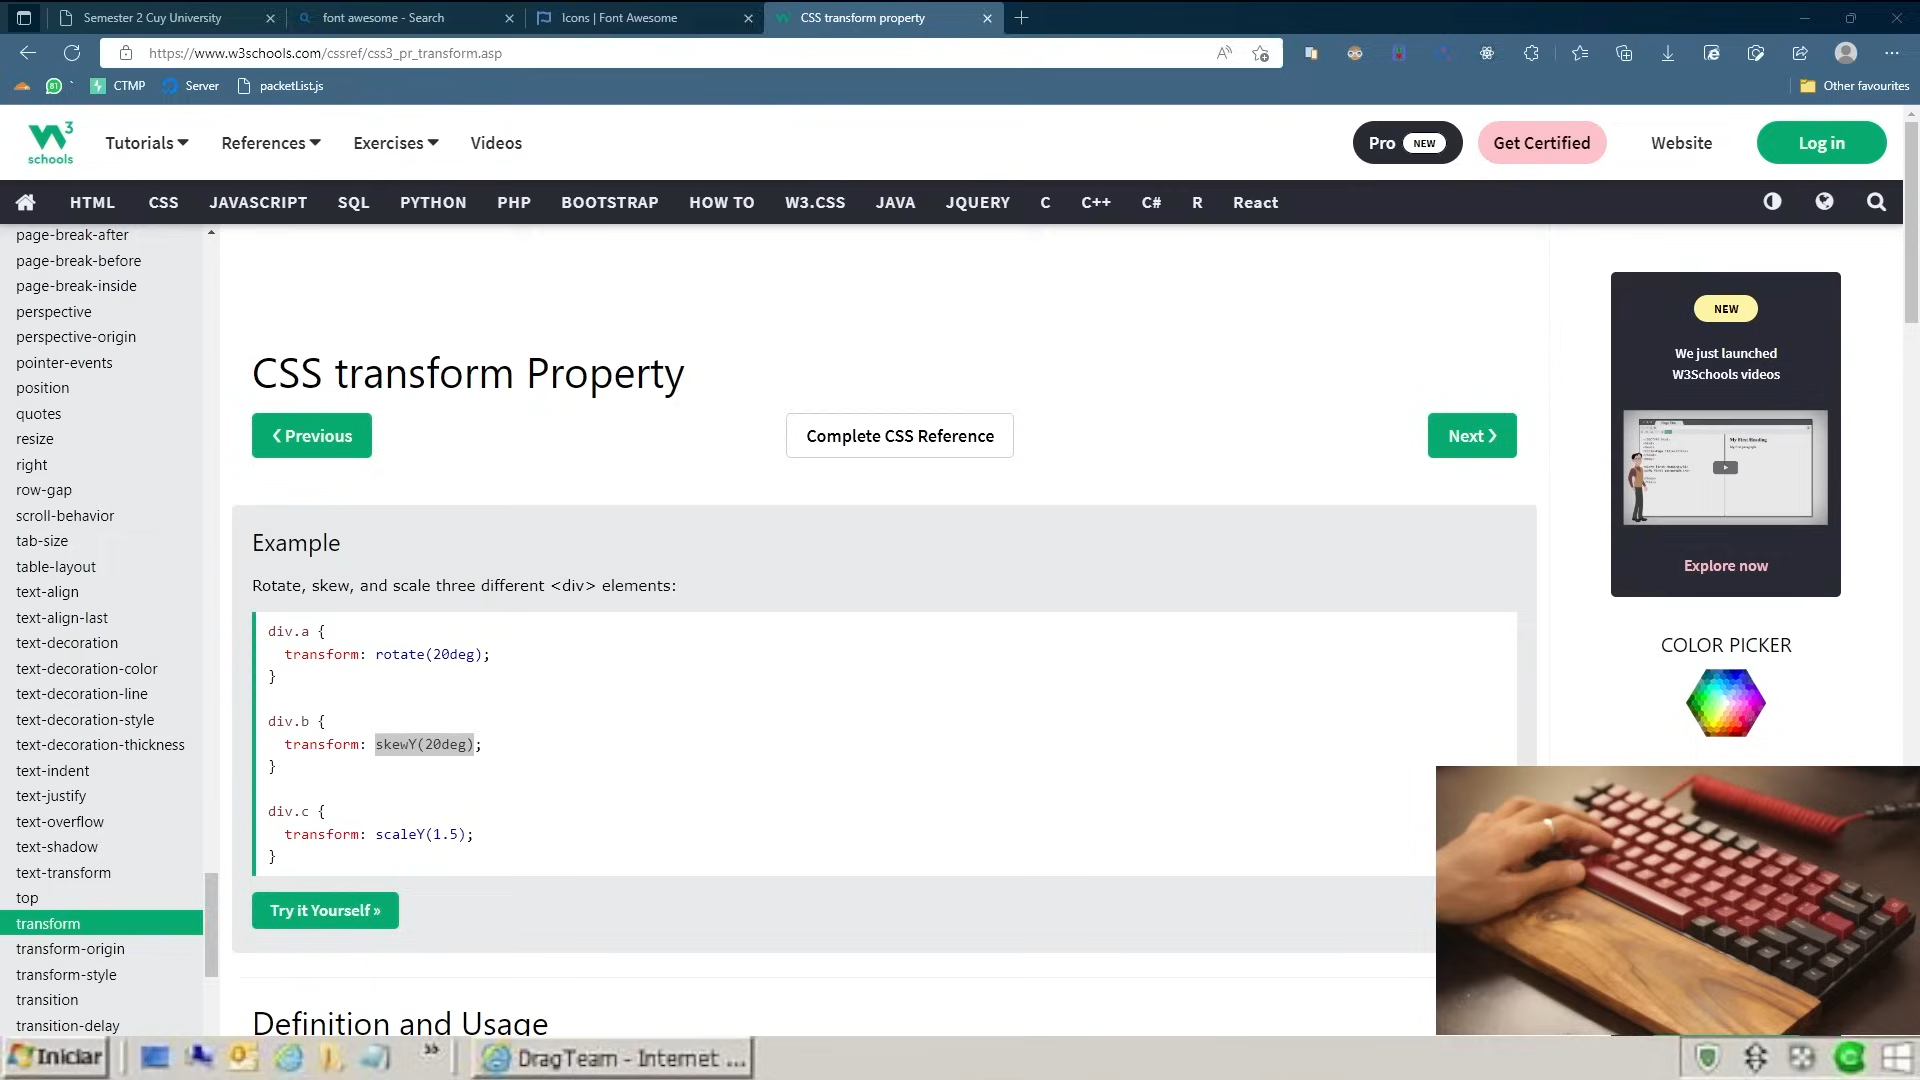 Semester 2 Cuy University
font awesome - Search
Icons | Font Awesome
CSS transform property
https://www.w3schools.com/cssref/css3_pr_transform.asp
CTMP
Server
packetList.js
Other favourites
W3
schools
Tutorials
References
Exercises
Videos
Pro NEW
Get Certified
Website
Log in
HTML
CSS
JAVASCRIPT
SQL
PYTHON
PHP
BOOTSTRAP
HOW TO
W3.CSS
JAVA
JQUERY
C
C++
C#
R
React
page-break-after
page-break-before
page-break-inside
perspective
perspective-origin
pointer-events
position
quotes
resize
right
row-gap
scroll-behavior
tab-size
table-layout
text-align
text-align-last
text-decoration
text-decoration-color
text-decoration-line
text-decoration-style
text-decoration-thickness
text-indent
text-justify
text-overflow
text-shadow
text-transform
top
transform
transform-origin
transform-style
transition
transition-delay
CSS transform Property
❮ Previous
Complete CSS Reference
Next ❯
Example
Rotate, skew, and scale three different <div> elements:
div.a {
transform: rotate(20deg);
}
div.b {
transform: skewY(20deg);
}
div.c {
transform: scaleY(1.5);
}
Try it Yourself »
Definition and Usage
NEW
We just launched
W3Schools videos
My First Heading
Explore now
COLOR PICKER
Iniciar
»
DragTeam - Internet ...